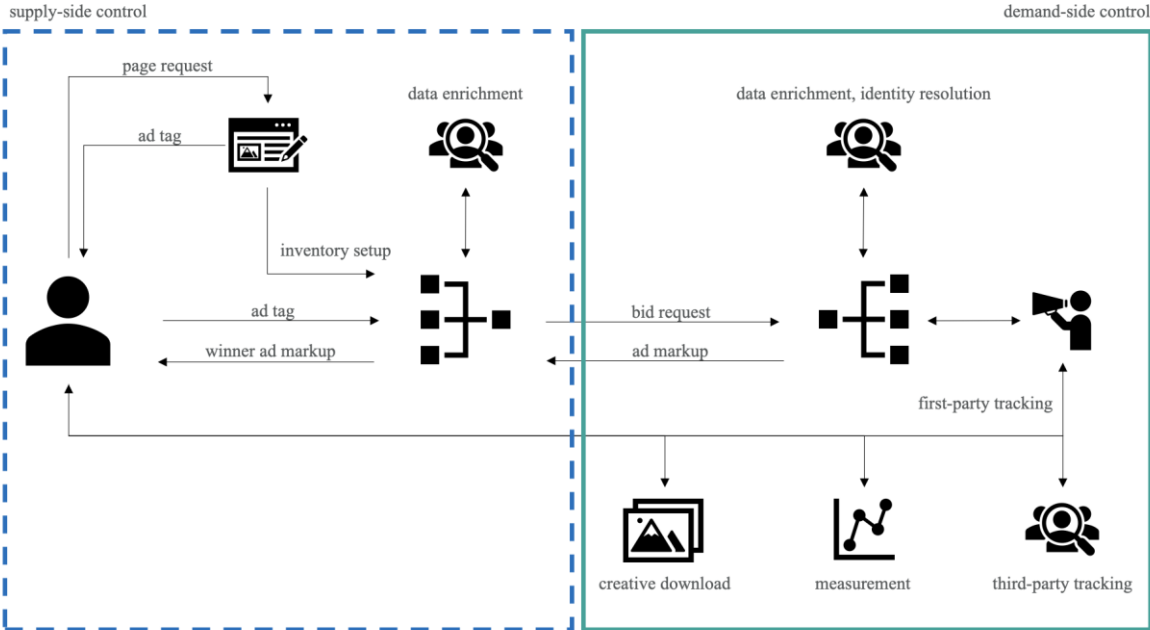 supply-side control
demand-side control
page request
data enrichment
data enrichment, identity resolution
ad tag
inventory setup
ad tag
bid request
winner ad markup
ad markup
first-party tracking
creative download
measurement
third-party tracking